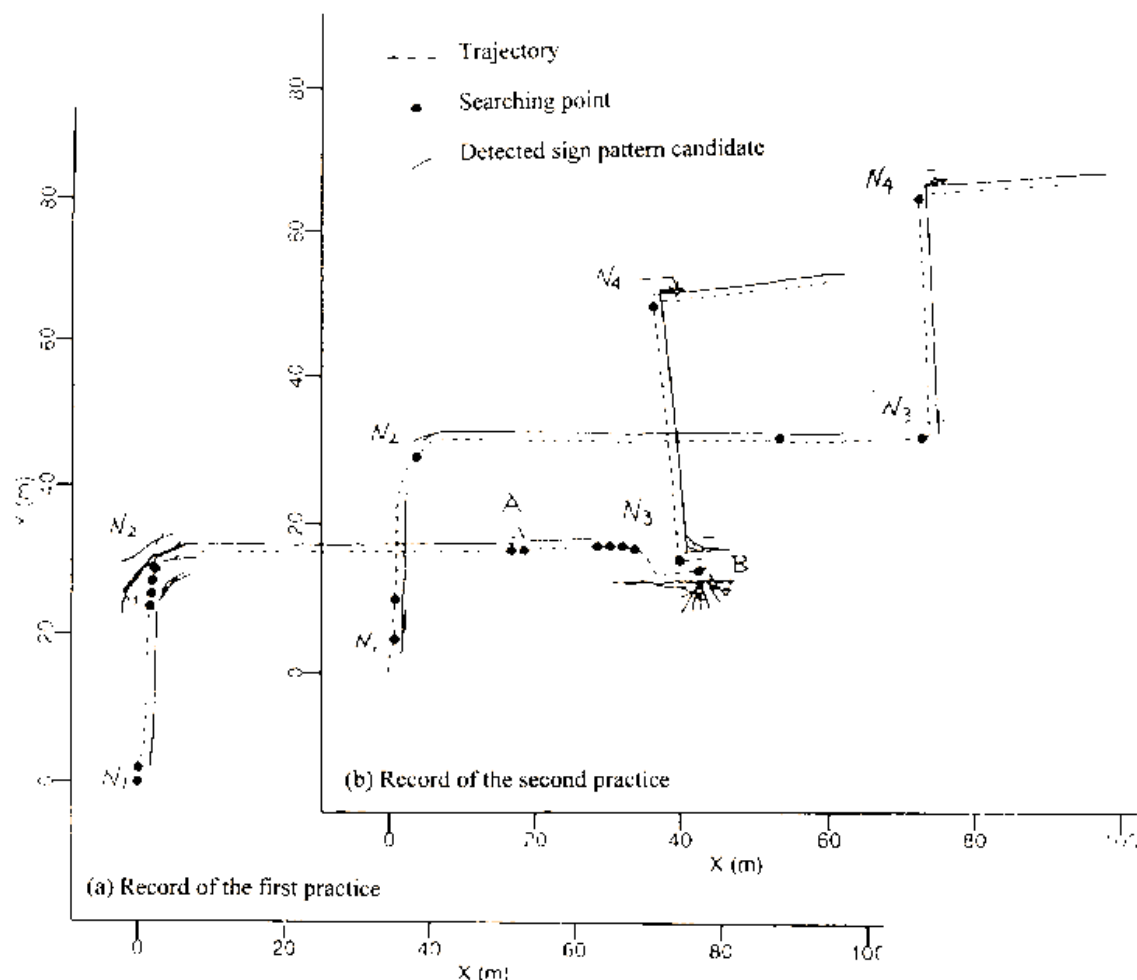 Trajectory
Searching point
Detected sign pattern candidate
80
60
40
20
0
N4
N4
N2
N3
N3
A
B
80
60
40
20
0
N2
N1
(b) Record of the second practice
0
20
40
60
80
X (m)
(a) Record of the first practice
0
20
40
60
80
X (m)